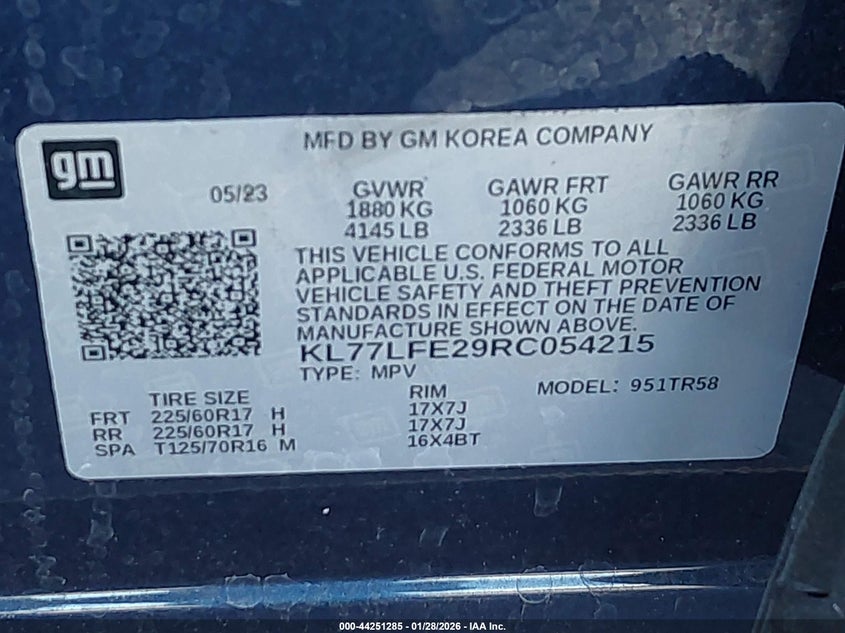 gm
MFD BY GM KOREA COMPANY
05/23
GVWR
1880 KG
4145 LB
GAWR FRT
1060 KG
2336 LB
GAWR RR
1060 KG
2336 LB
THIS VEHICLE CONFORMS TO ALL
APPLICABLE U.S. FEDERAL MOTOR
VEHICLE SAFETY AND THEFT PREVENTION
STANDARDS IN EFFECT ON THE DATE OF
MANUFACTURE SHOWN ABOVE.
KL77LFE29RC054215
TYPE: MPV
MODEL: 951TR58
TIRE SIZE RIM
FRT 225/60R17 H 17X7J
RR 225/60R17 H 17X7J
SPA T125/70R16 M 16X4BT
000-44251285 - 01/28/2026 - IAA Inc.